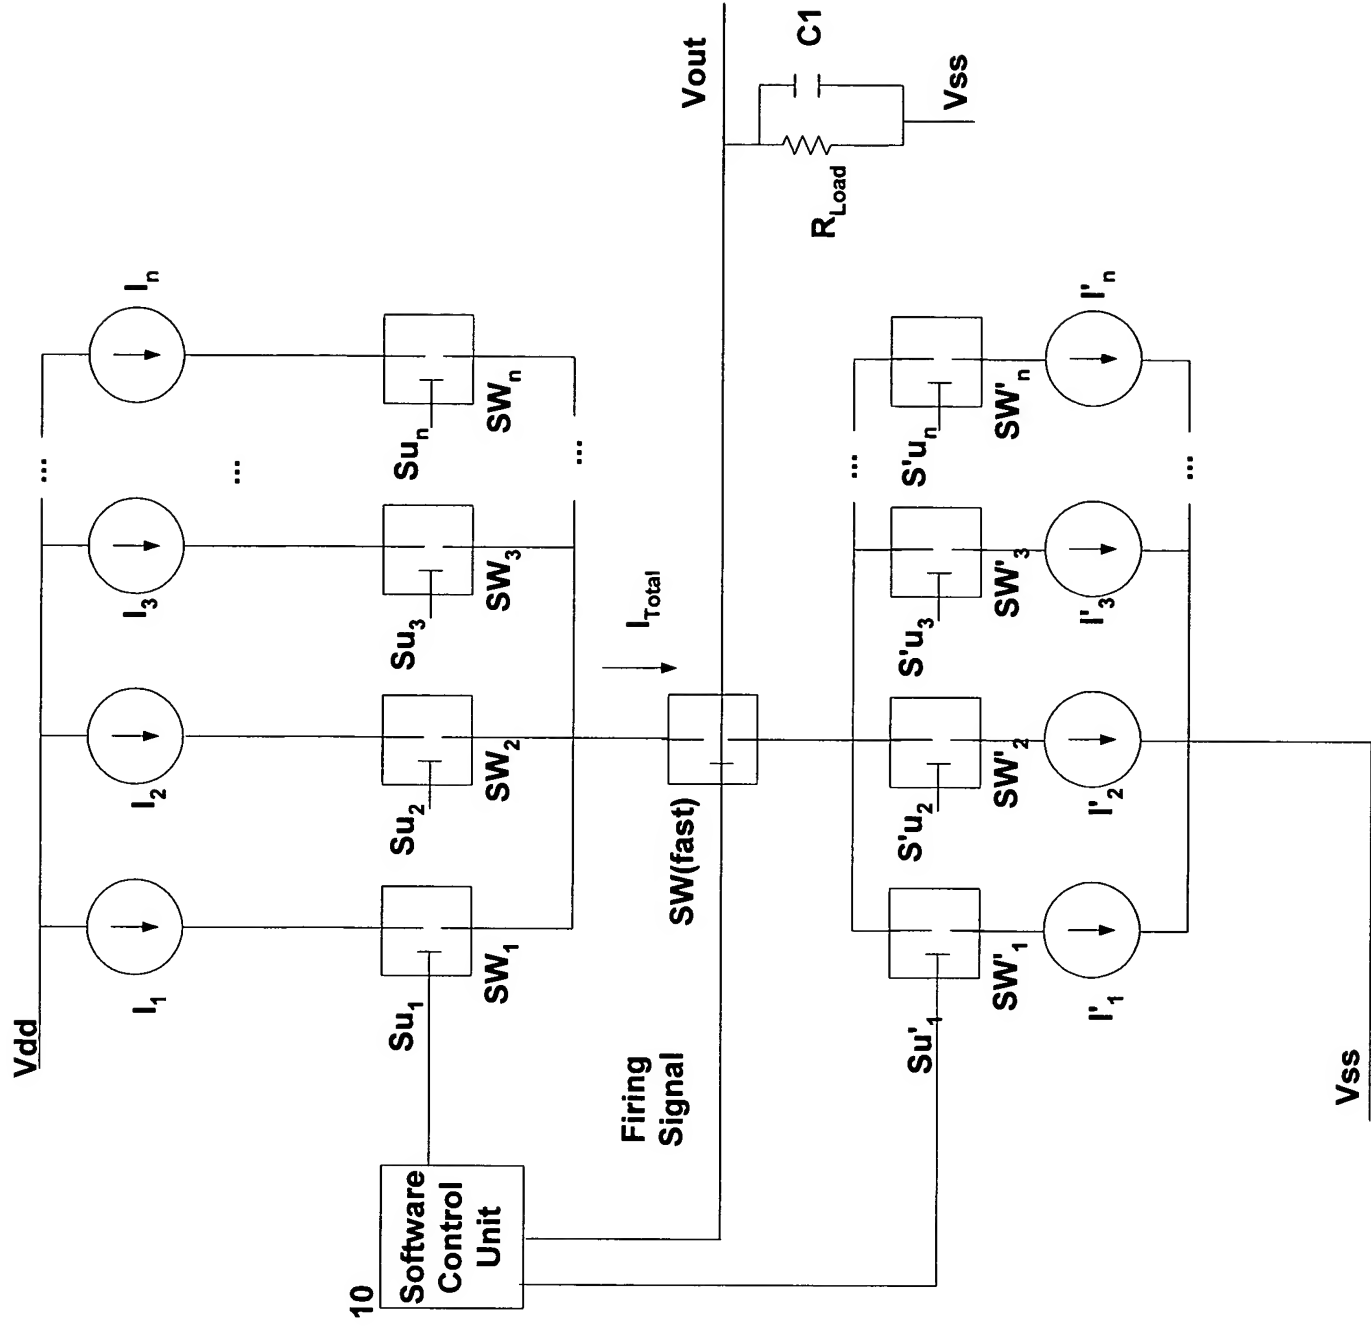 Vdd
I1
I2
I3
...
In
...
Su1
SW1
Su2
SW2
Su3
SW3
...
Sun
SWn
10
Software
Control
Unit
Firing
Signal
SW(fast)
ITotal
Vout
RLoad
C1
Vss
Su'1
SW'1
S'u2
SW'2
S'u3
SW'3
...
S'un
SW'n
I'1
I'2
I'3
...
I'n
Vss